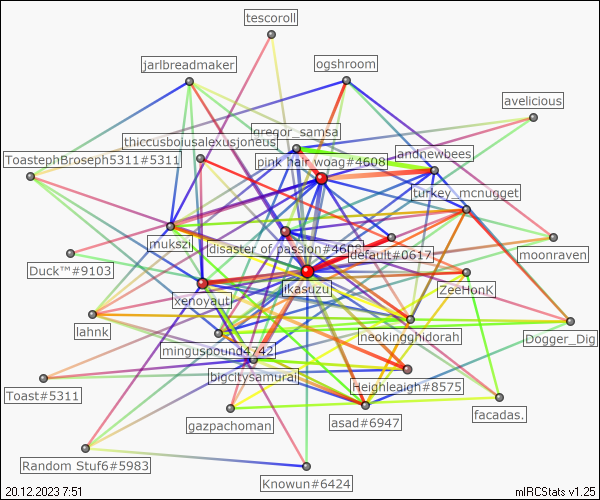 tescoroll
jarlbreadmaker
ogshroom
avelicious
gregor_samsa
thiccusboiusalexusjoneus
andnewbees
ToastephBroseph5311#5311
pink hair woag#4608
turkey_mcnugget
mukszi
disaster of passion#4608
default#0617
moonraven
Duck™#9103
ikasuzu
ZeeHonk
xenoyaut
lahnk
neokingghidorah
Dogger_Dig
minguspound4742
bigcitysamurai
Toast#5311
Heighleaigh#8575
facadas.
gazpachoman
asad#6947
Random Stuf6#5983
Knowun#6424
20.12.2023 7:51
mIRCStats v1.25